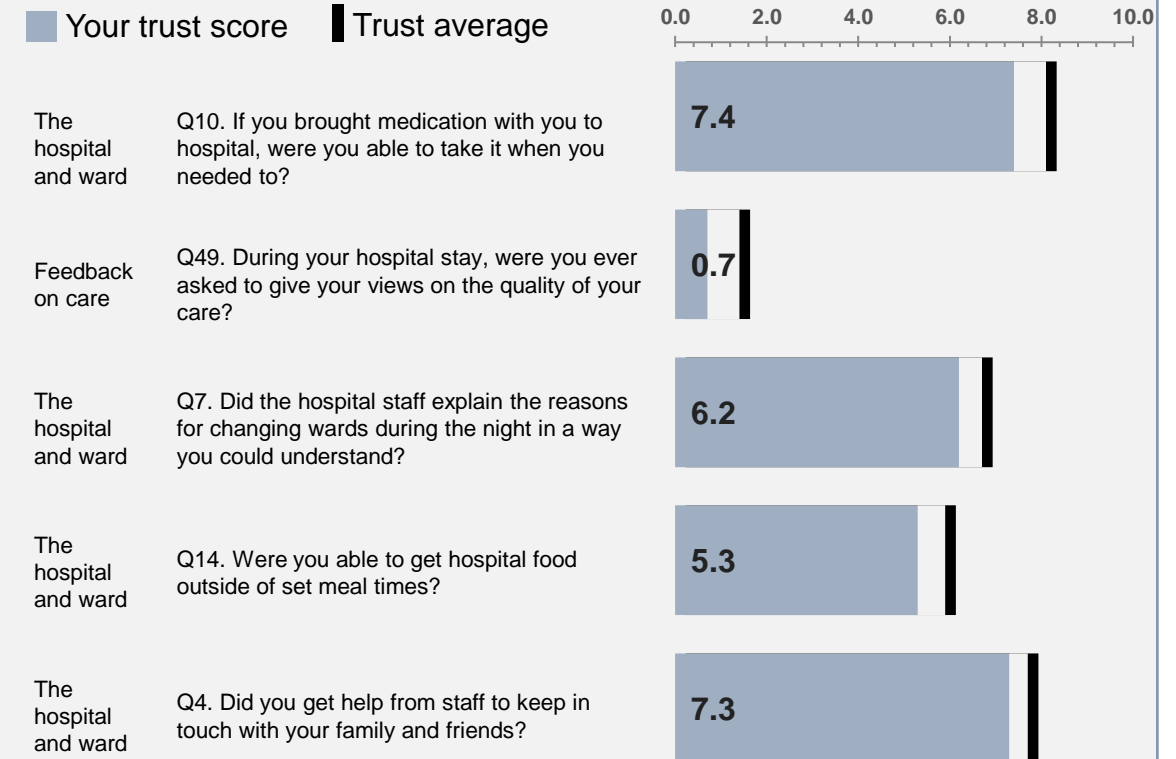 Your trust score Trust average
0.0 2.0 4.0 6.0 8.0 10.0
The
hospital
and ward
Q10. If you brought medication with you to
hospital, were you able to take it when you
needed to?
7.4
Feedback
on care
Q49. During your hospital stay, were you ever
asked to give your views on the quality of your
care?
0.7
The
hospital
and ward
Q7. Did the hospital staff explain the reasons
for changing wards during the night in a way
you could understand?
6.2
The
hospital
and ward
Q14. Were you able to get hospital food
outside of set meal times?
5.3
The
hospital
and ward
Q4. Did you get help from staff to keep in
touch with your family and friends?
7.3